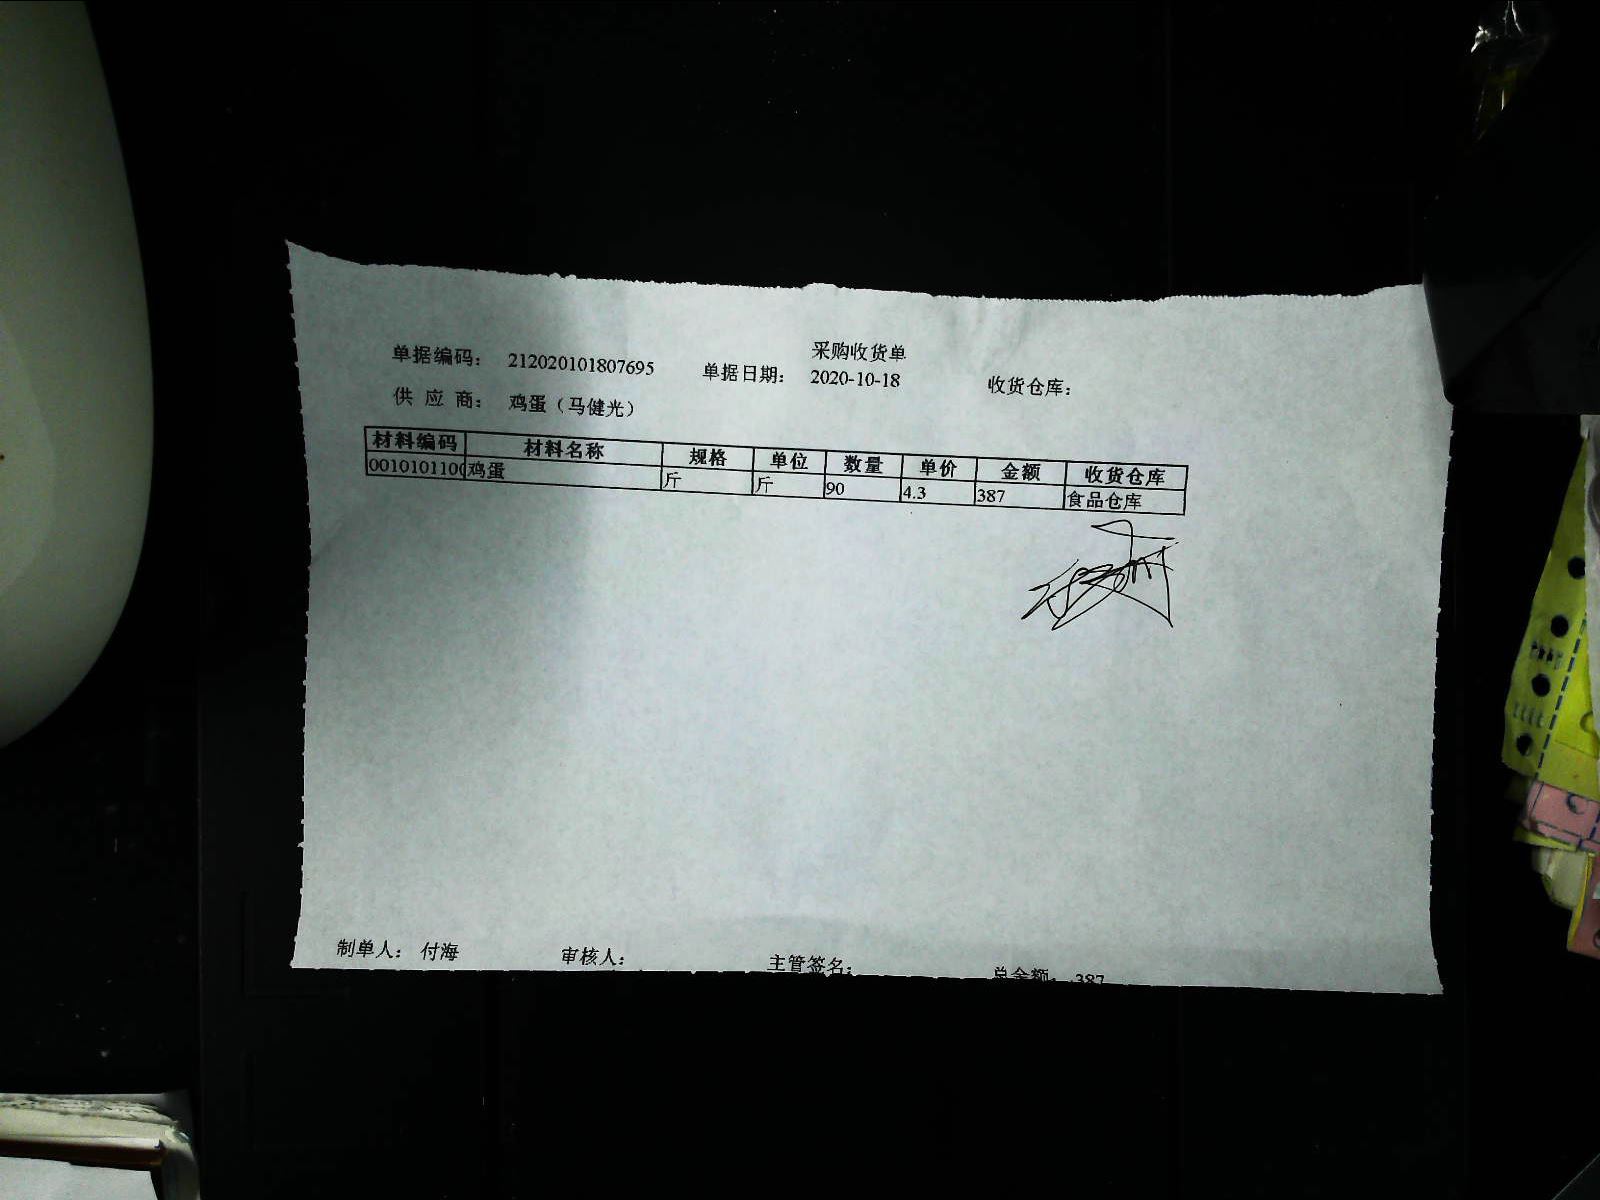 采购收货单
单据编码： 212020101807695 单据日期： 2020-10-18 收货仓库：
供 应 商： 鸡蛋（马健光）
材料编码 材料名称 规格 单位 数量 单价 金额 收货仓库
0010101100 鸡蛋 斤 斤 90 4.3 387 食品仓库
制单人： 付海 审核人： 主管签名： 总金额： 387